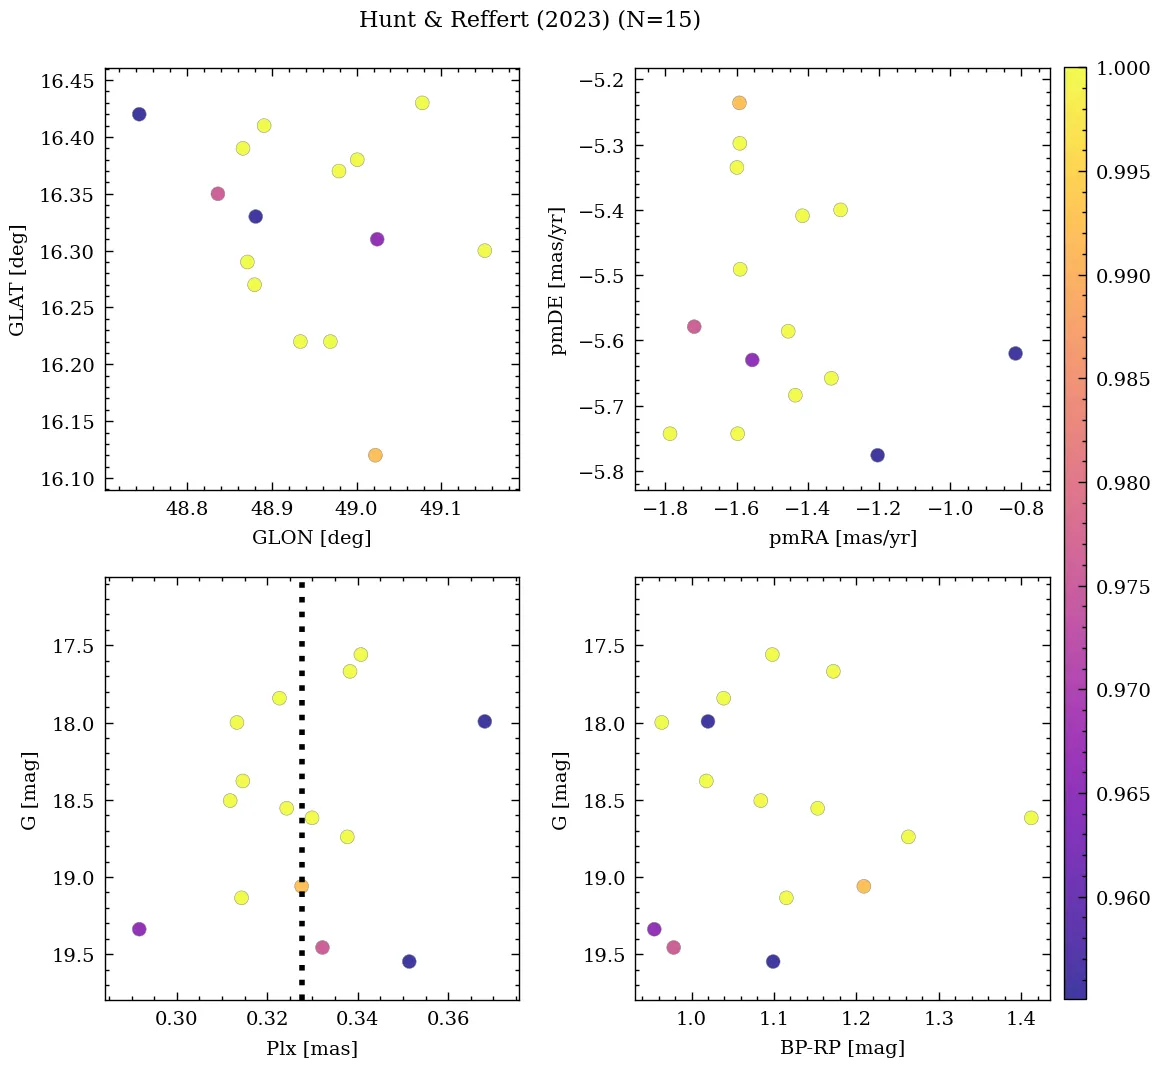 Hunt & Reffert (2023) (N=15)
16.45
16.40
16.35
16.30
16.25
16.20
16.15
16.10
GLAT [deg]
48.8 48.9 49.0 49.1
GLON [deg]
−5.2
−5.3
−5.4
−5.5
−5.6
−5.7
−5.8
pmDE [mas/yr]
−1.8 −1.6 −1.4 −1.2 −1.0 −0.8
pmRA [mas/yr]
1.000
0.995
0.990
0.985
0.980
0.975
0.970
0.965
0.960
17.5
18.0
18.5
19.0
19.5
G [mag]
0.30 0.32 0.34 0.36
Plx [mas]
17.5
18.0
18.5
19.0
19.5
G [mag]
1.0 1.1 1.2 1.3 1.4
BP-RP [mag]